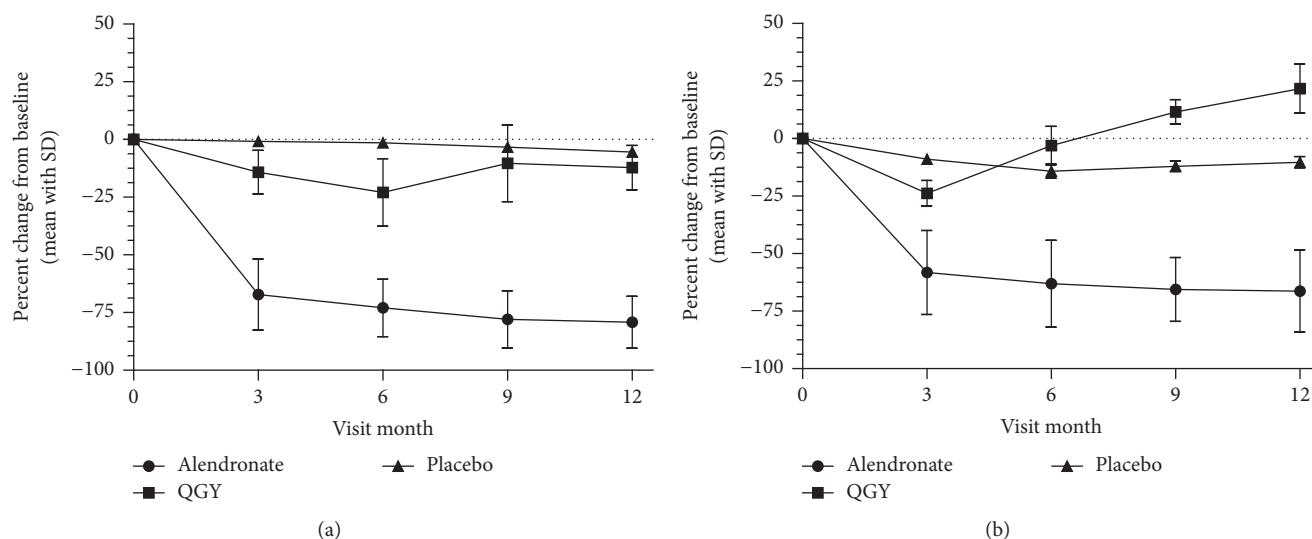 Percent change from baseline
(mean with SD)
50
25
0
−25
−50
−75
−100
0
3
6
9
12
Visit month
Alendronate
Placebo
QGY
(a)
Percent change from baseline
(mean with SD)
50
25
0
−25
−50
−75
−100
0
3
6
9
12
Visit month
Alendronate
Placebo
QGY
(b)